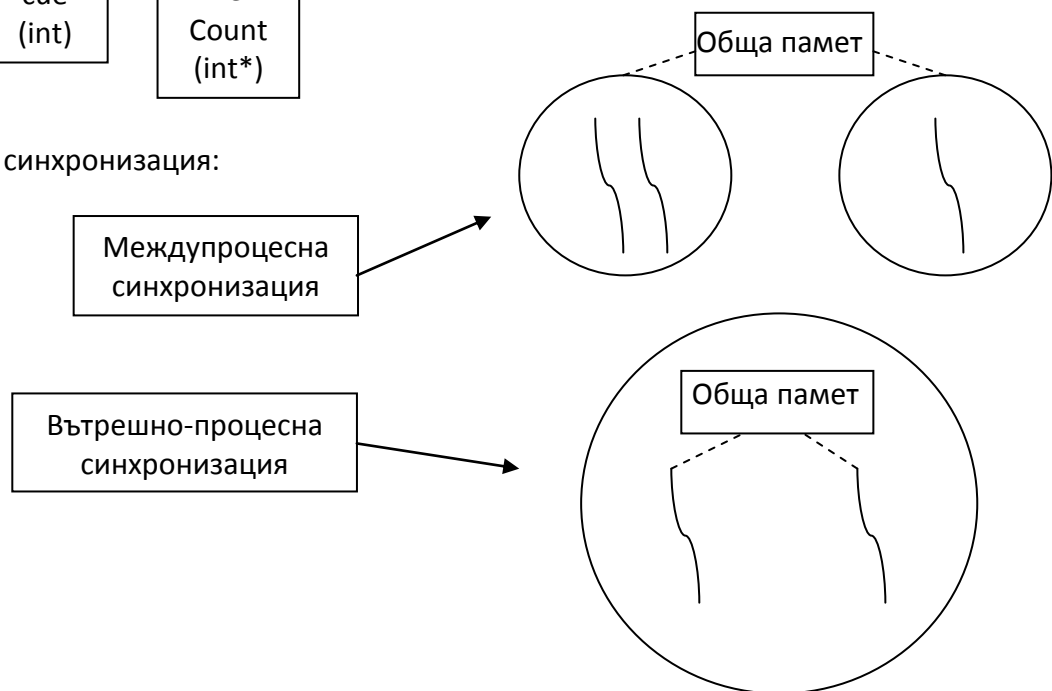 (int)
Count
(int*)
Обща памет
синхронизация:
Междупроцесна
синхронизация
Обща памет
Вътрешно-процесна
синхронизация